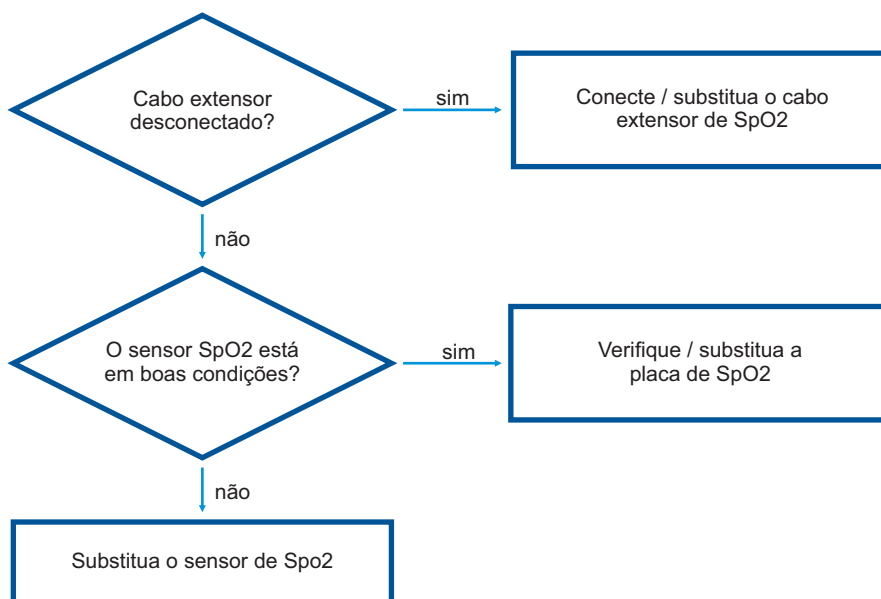 Cabo extensor
desconectado?
sim
Conecte / substitua o cabo
extensor de SpO2
não
O sensor SpO2 está
em boas condições?
sim
Verifique / substitua a
placa de SpO2
não
Substitua o sensor de Spo2